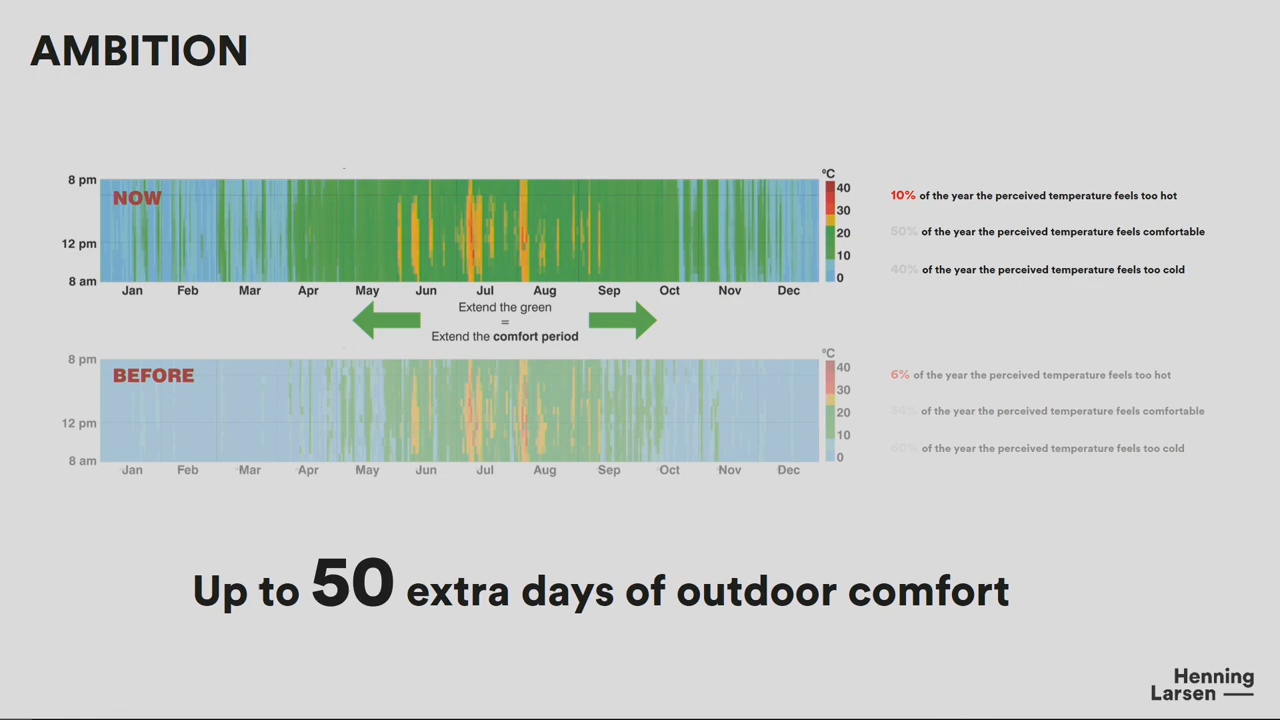 AMBITION
8 pm
NOW
12 pm
8 am
Jan Feb Mar Apr May Jun Jul Aug Sep Oct Nov Dec
°C
40
30
20
10
0
10% of the year the perceived temperature feels too hot
50% of the year the perceived temperature feels comfortable
40% of the year the perceived temperature feels too cold
Extend the green
=
Extend the comfort period
8 pm
BEFORE
12 pm
8 am
Jan Feb Mar Apr May Jun Jul Aug Sep Oct Nov Dec
°C
40
30
20
10
0
6% of the year the perceived temperature feels too hot
of the year the perceived temperature feels comfortable
60% of the year the perceived temperature feels too cold
Up to 50 extra days of outdoor comfort
Henning
Larsen